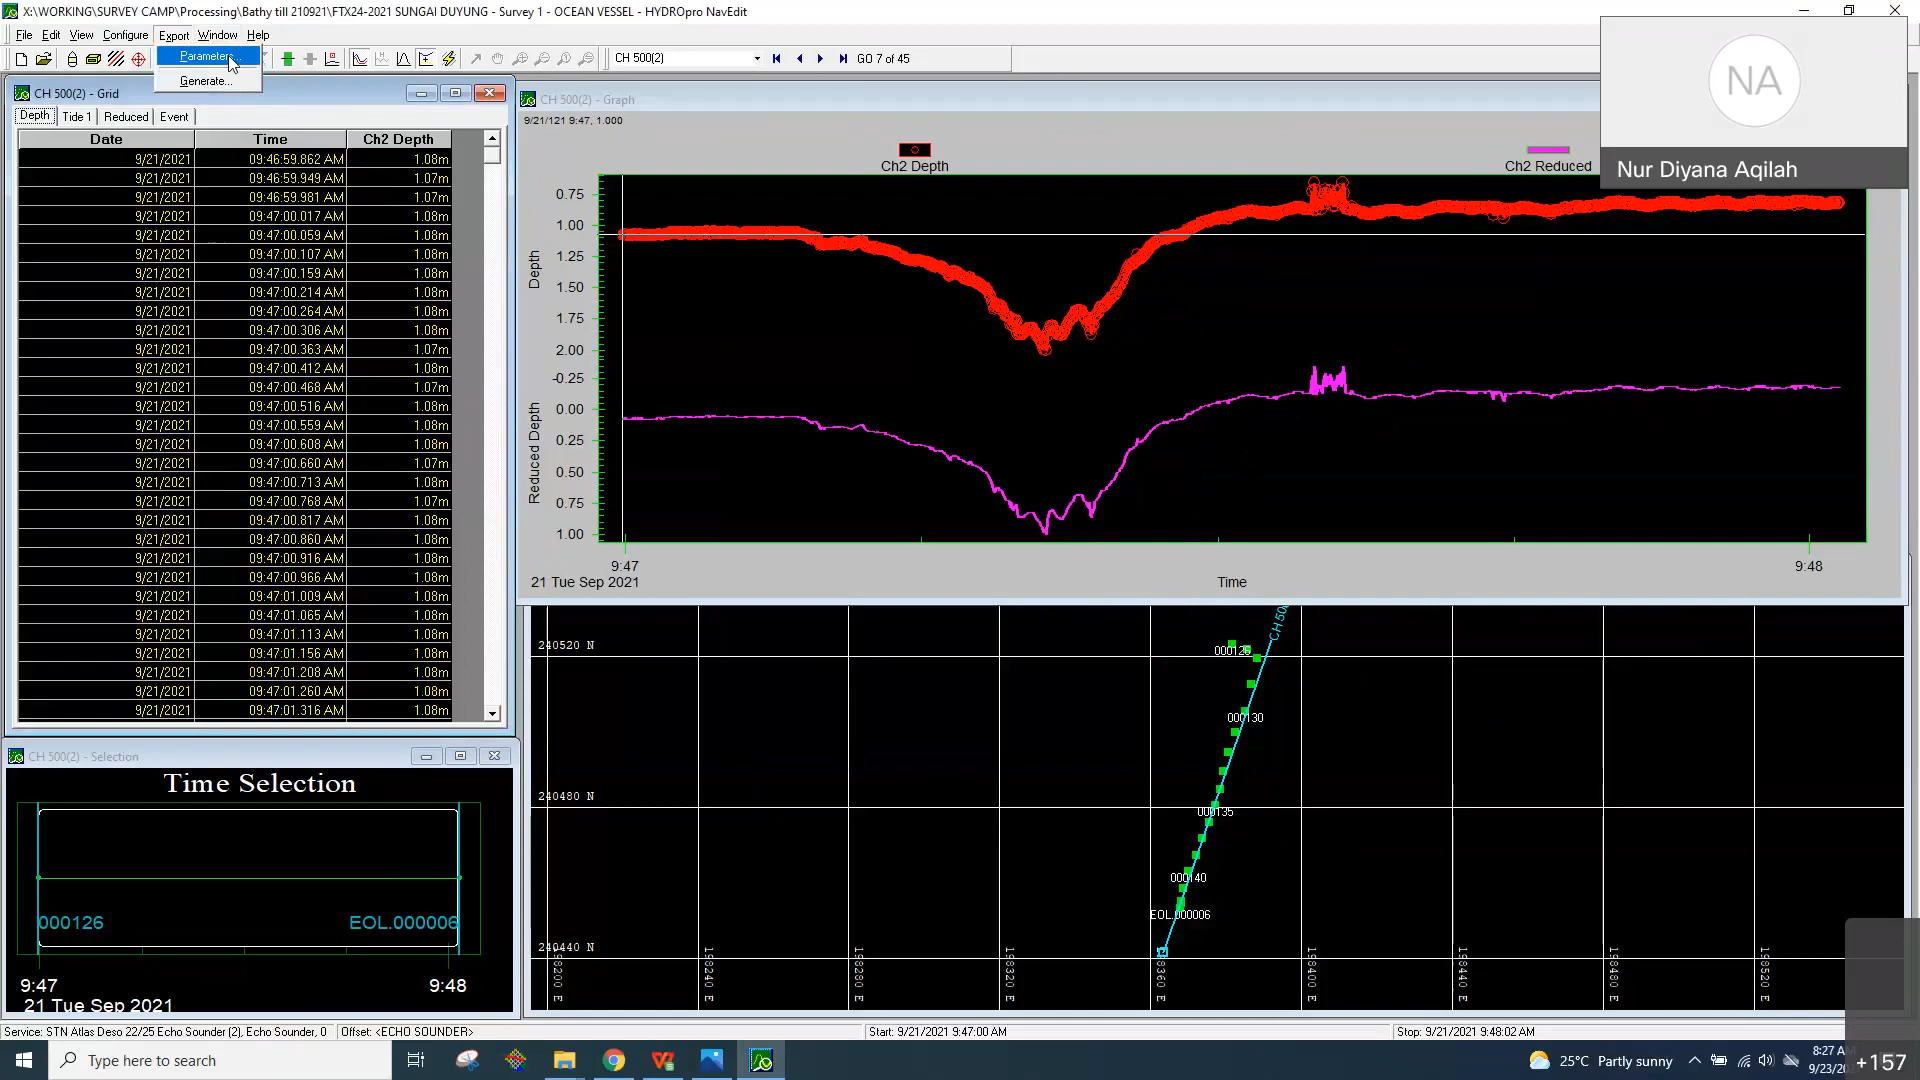 X:\WORKING\SURVEY CAMP\Processing\Bathy till 210921\FTX24-2021 SUNGAI DUYUNG - Survey 1 - OCEAN VESSEL - HYDROpro NavEdit
File Edit View Configure Export Window Help
Parameters...
Generate...
CH 500(2)
GO 7 of 45
NA
Nur Diyana Aqilah
CH 500(2) - Grid
Depth Tide 1 Reduced Event
Date Time Ch2 Depth
9/21/2021 09:46:59.862 AM 1.08m
9/21/2021 09:46:59.949 AM 1.07m
9/21/2021 09:46:59.981 AM 1.07m
9/21/2021 09:47:00.017 AM 1.08m
9/21/2021 09:47:00.059 AM 1.08m
9/21/2021 09:47:00.107 AM 1.08m
9/21/2021 09:47:00.159 AM 1.08m
9/21/2021 09:47:00.214 AM 1.08m
9/21/2021 09:47:00.264 AM 1.08m
9/21/2021 09:47:00.306 AM 1.08m
9/21/2021 09:47:00.363 AM 1.07m
9/21/2021 09:47:00.412 AM 1.08m
9/21/2021 09:47:00.468 AM 1.07m
9/21/2021 09:47:00.516 AM 1.08m
9/21/2021 09:47:00.559 AM 1.08m
9/21/2021 09:47:00.608 AM 1.08m
9/21/2021 09:47:00.660 AM 1.07m
9/21/2021 09:47:00.713 AM 1.08m
9/21/2021 09:47:00.768 AM 1.07m
9/21/2021 09:47:00.817 AM 1.08m
9/21/2021 09:47:00.860 AM 1.08m
9/21/2021 09:47:00.916 AM 1.08m
9/21/2021 09:47:00.966 AM 1.08m
9/21/2021 09:47:01.009 AM 1.08m
9/21/2021 09:47:01.065 AM 1.08m
9/21/2021 09:47:01.113 AM 1.08m
9/21/2021 09:47:01.156 AM 1.08m
9/21/2021 09:47:01.208 AM 1.08m
9/21/2021 09:47:01.260 AM 1.08m
9/21/2021 09:47:01.316 AM 1.08m
CH 500(2) - Graph
9/21/121 9:47, 1.000
Ch2 Depth
Ch2 Reduced
Depth
0.75
1.00
1.25
1.50
1.75
2.00
Reduced Depth
-0.25
0.00
0.25
0.50
0.75
1.00
9:47
9:48
21 Tue Sep 2021
Time
CH 500(2) - Selection
Time Selection
000126
EOL.000006
9:47
9:48
21 Tue Sep 2021
240520 N
240480 N
240440 N
CH 500
000126
000130
000135
000140
EOL.000006
198200 E
198240 E
198280 E
198320 E
198360 E
198400 E
198440 E
198480 E
198520 E
Service: STN Atlas Deso 22/25 Echo Sounder (2), Echo Sounder, 0
Offset: <ECHO SOUNDER>
Start: 9/21/2021 9:47:00 AM
Stop: 9/21/2021 9:48:02 AM
Type here to search
25°C Partly sunny
8:27 A
9/23/20
+157